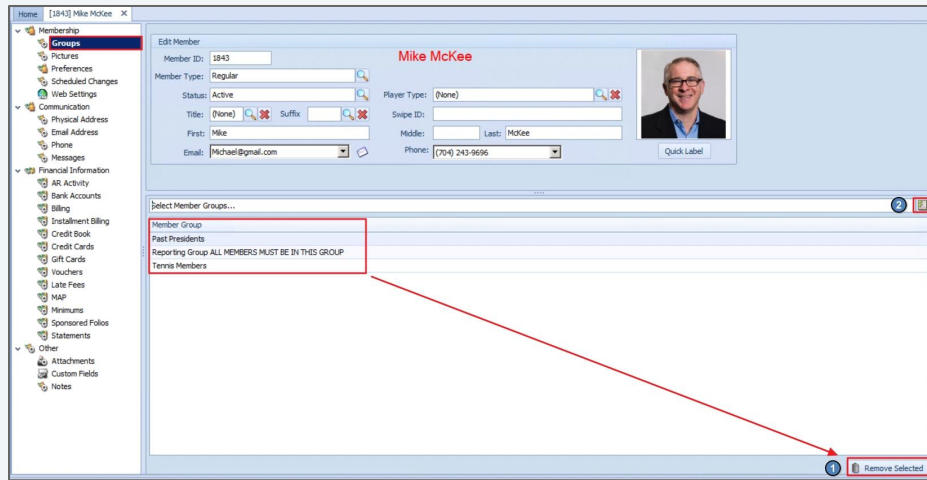 Home [1843] Mike McKee X
Membership
Groups
Pictures
Preferences
Scheduled Changes
Web Settings
Communication
Physical Address
Email Address
Phone
Messages
Financial Information
AR Activity
Bank Accounts
Billing
Installment Billing
Credit Book
Credit Cards
Gift Cards
Vouchers
Late Fees
MAP
Minimums
Sponsored Folios
Statements
Other
Attachments
Custom Fields
Notes
Edit Member
Member ID: 1843 Mike McKee
Member Type: Regular
Status: Active Player Type: (None)
Title: (None) Suffix Swipe ID:
First: Mike Middle: Last: McKee
Email: Michael@gmail.com Phone: (704) 243-9696 Quick Label
Select Member Groups... 2
Member Group
Past Presidents
Reporting Group ALL MEMBERS MUST BE IN THIS GROUP
Tennis Members
1 Remove Selected